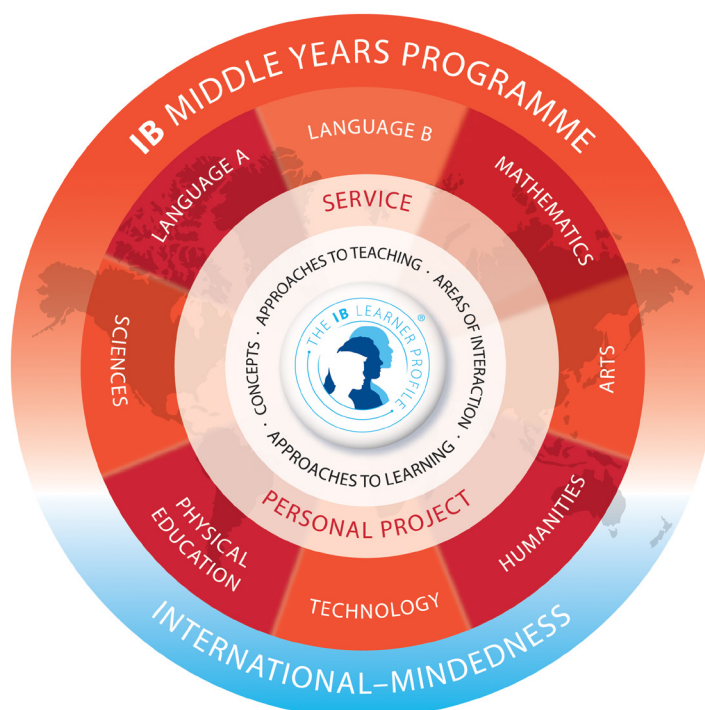 IB MIDDLE YEARS PROGRAMME
LANGUAGE A
LANGUAGE B
MATHEMATICS
SCIENCES
ARTS
PHYSICAL
EDUCATION
TECHNOLOGY
HUMANITIES
SERVICE
PERSONAL PROJECT
APPROACHES TO TEACHING · AREAS OF INTERACTION · APPROACHES TO LEARNING · CONCEPTS ·
THE IB LEARNER PROFILE ®
INTERNATIONAL–MINDEDNESS